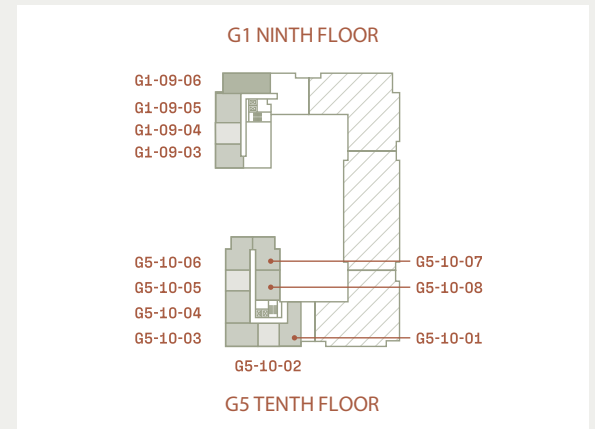 G1 NINTH FLOOR
G1-09-06
G1-09-05
G1-09-04
G1-09-03
G5-10-06
G5-10-05
G5-10-04
G5-10-03
G5-10-07
G5-10-08
G5-10-01
G5-10-02
G5 TENTH FLOOR